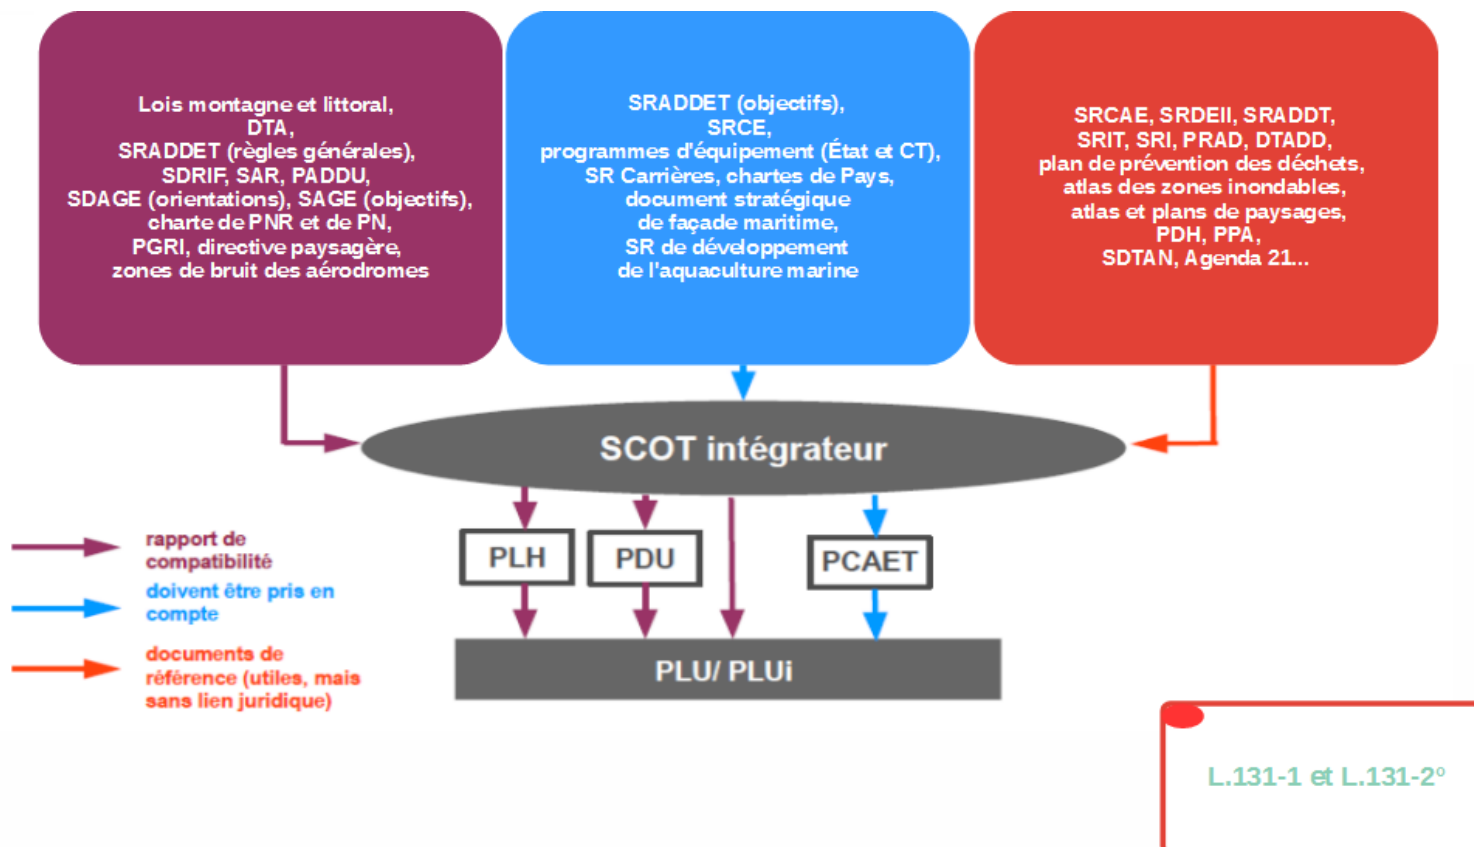 Lois montagne et littoral,
DTA,
SRADDET (règles générales),
SDRIF, SAR, PADDU,
SDAGE (orientations), SAGE (objectifs),
charte de PNR et de PN,
PGRI, directive paysagère,
zones de bruit des aérodromes
SRADDET (objectifs),
SRCE,
programmes d'équipement (État et CT),
SR Carrières, chartes de Pays,
document stratégique
de façade maritime,
SR de développement
de l'aquaculture marine
SRCAE, SRDEII, SRADDT,
SRIT, SRI, PRAD, DTADD,
plan de prévention des déchets,
atlas des zones inondables,
atlas et plans de paysages,
PDH, PPA,
SDTAN, Agenda 21...
SCOT intégrateur
PLH
PDU
PCAET
PLU/ PLUi
rapport de
compatibilité
doivent être pris en
compte
documents de
référence (utiles, mais
sans lien juridique)
L.131-1 et L.131-2°